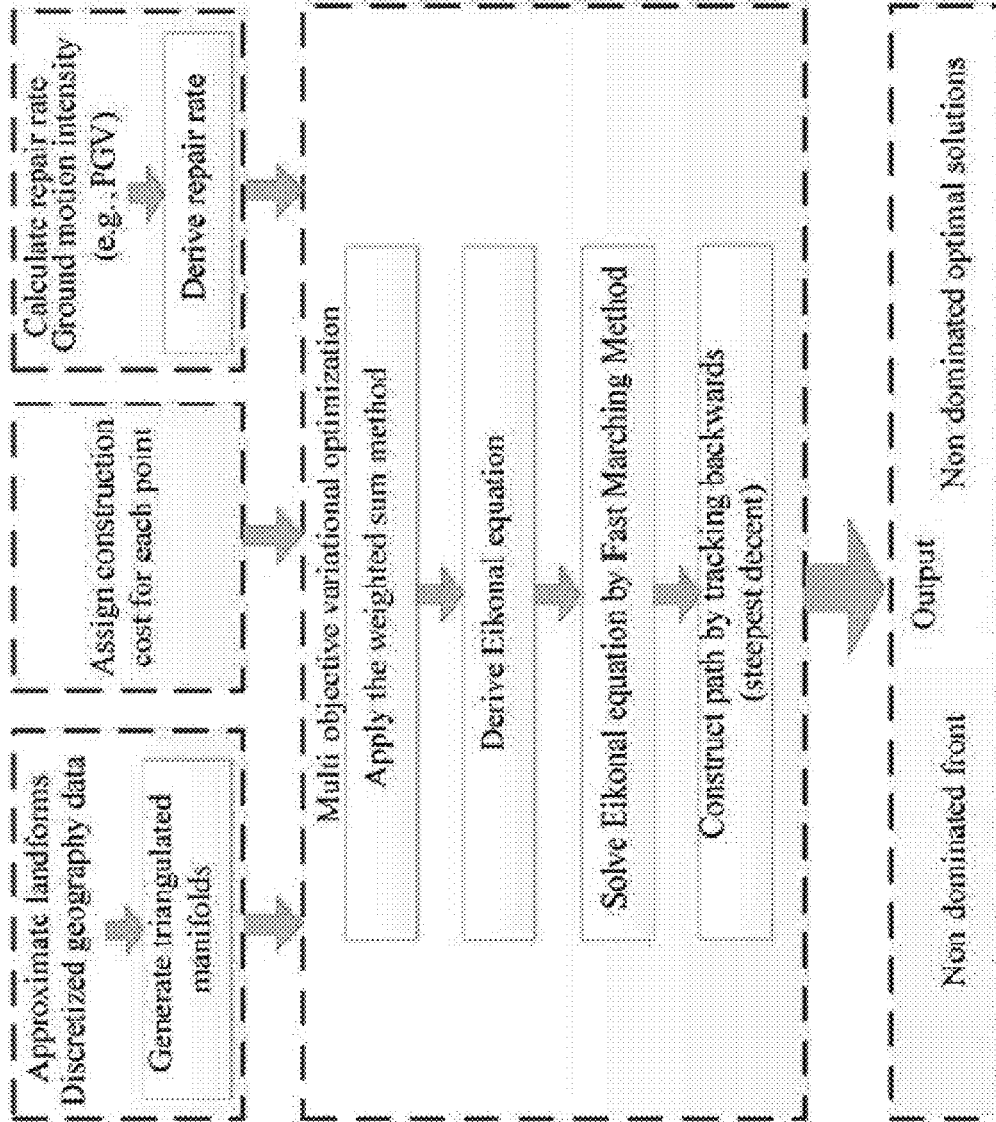 Approximate landforms
Discretized geography data
Generate triangulated
manifolds
Assign construction
cost for each point
Calculate repair rate
Ground motion intensity
(e.g., PGV)
Derive repair rate
Multi objective variational optimization
Apply the weighted sum method
Derive Eikonal equation
Solve Eikonal equation by Fast Marching Method
Construct path by tracking backwards
(steepest decent)
Output
Non dominated front
Non dominated optimal solutions